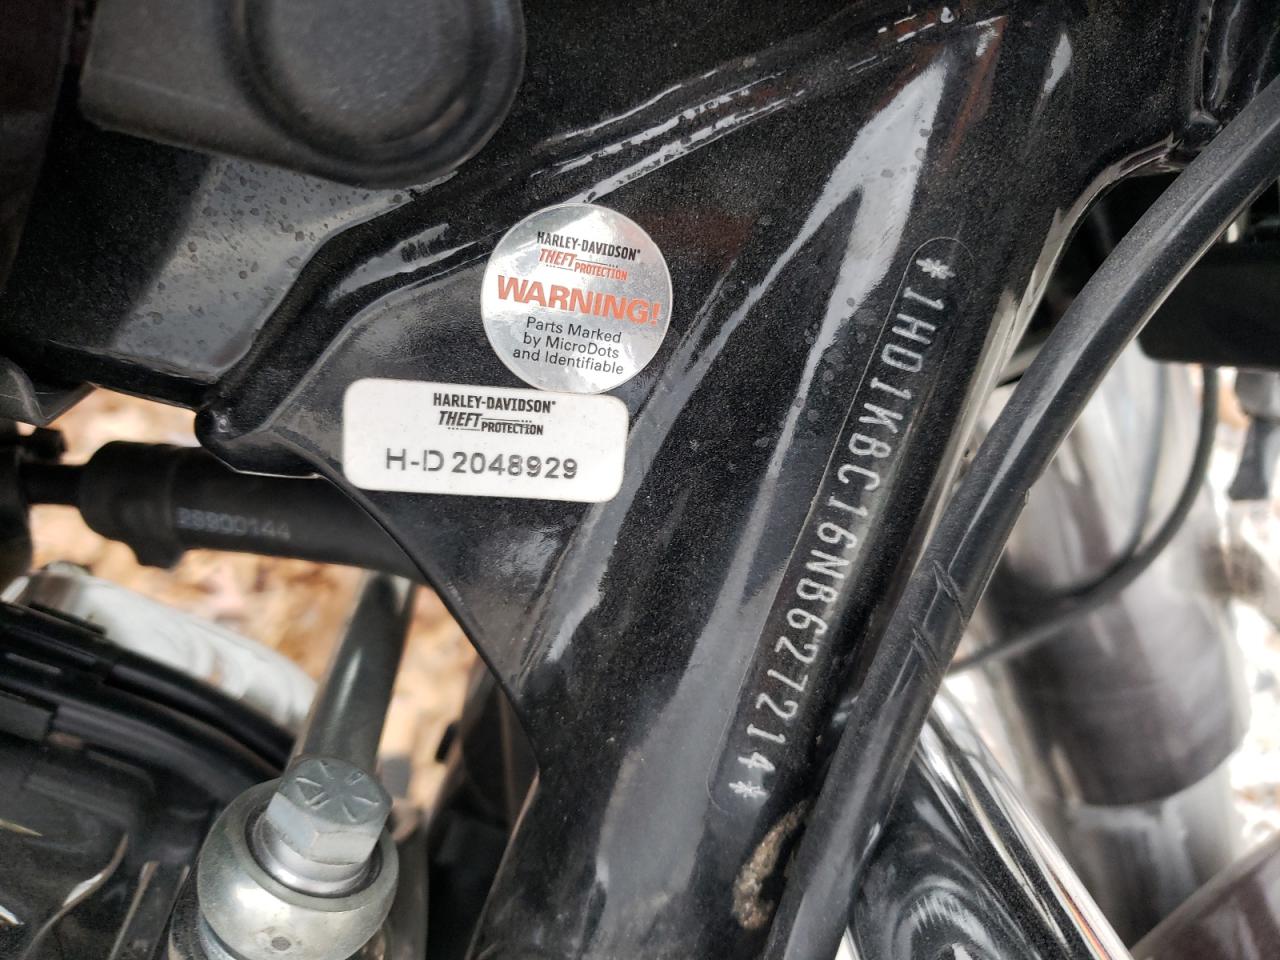 HARLEY-DAVIDSON®
THEFT PROTECTION
WARNING!
Parts Marked
by MicroDots
and Identifiable
HARLEY-DAVIDSON®
THEFT PROTECTION
H-D 2048929
*1HD1KBC16NB627214*